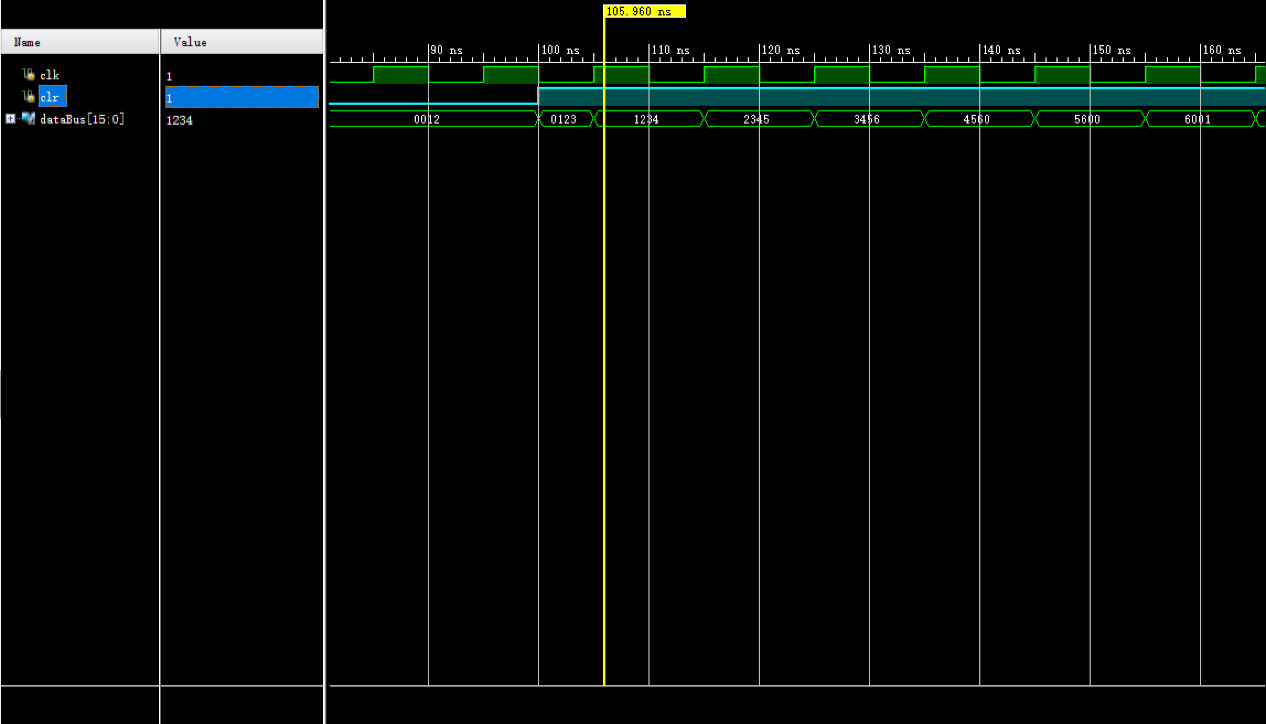 105.960 ns
Name Value
90 ns 100 ns 110 ns 120 ns 130 ns 140 ns 150 ns 160 ns
clk 1
clr 1
dataBus[15:0] 1234
0012 0123 1234 2345 3456 4560 5600 6001